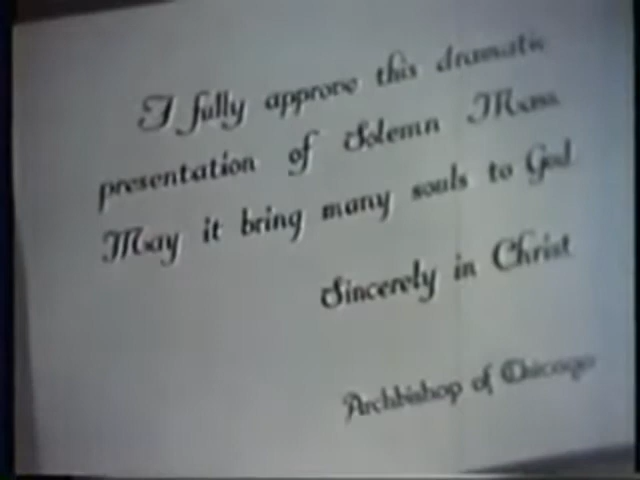 I fully approve this dramatic
presentation of Solemn Mass
May it bring many souls to God
Sincerely in Christ
Archbishop of Chicago